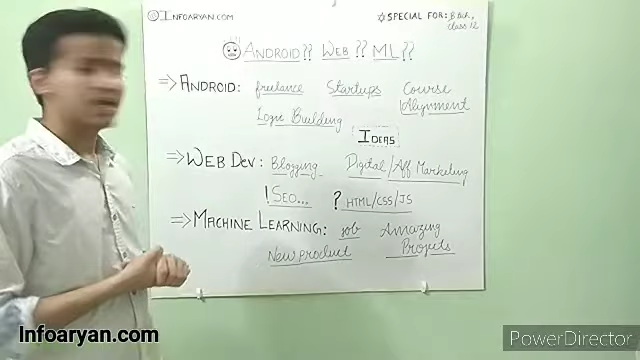 © INFOARYAN.COM
☆ SPECIAL FOR: B.tech,
class 12
ANDROID?? WEB ?? ML ??
⇒ ANDROID: freelance Startups Course
Logic Building Alignment
IDEAS
⇒ WEB DEV: Blogging Digital/Aff Marketing
! SEO... ? HTML/CSS/JS
⇒ MACHINE LEARNING: job Amazing
New product Projects
Infoaryan.com
PowerDirector